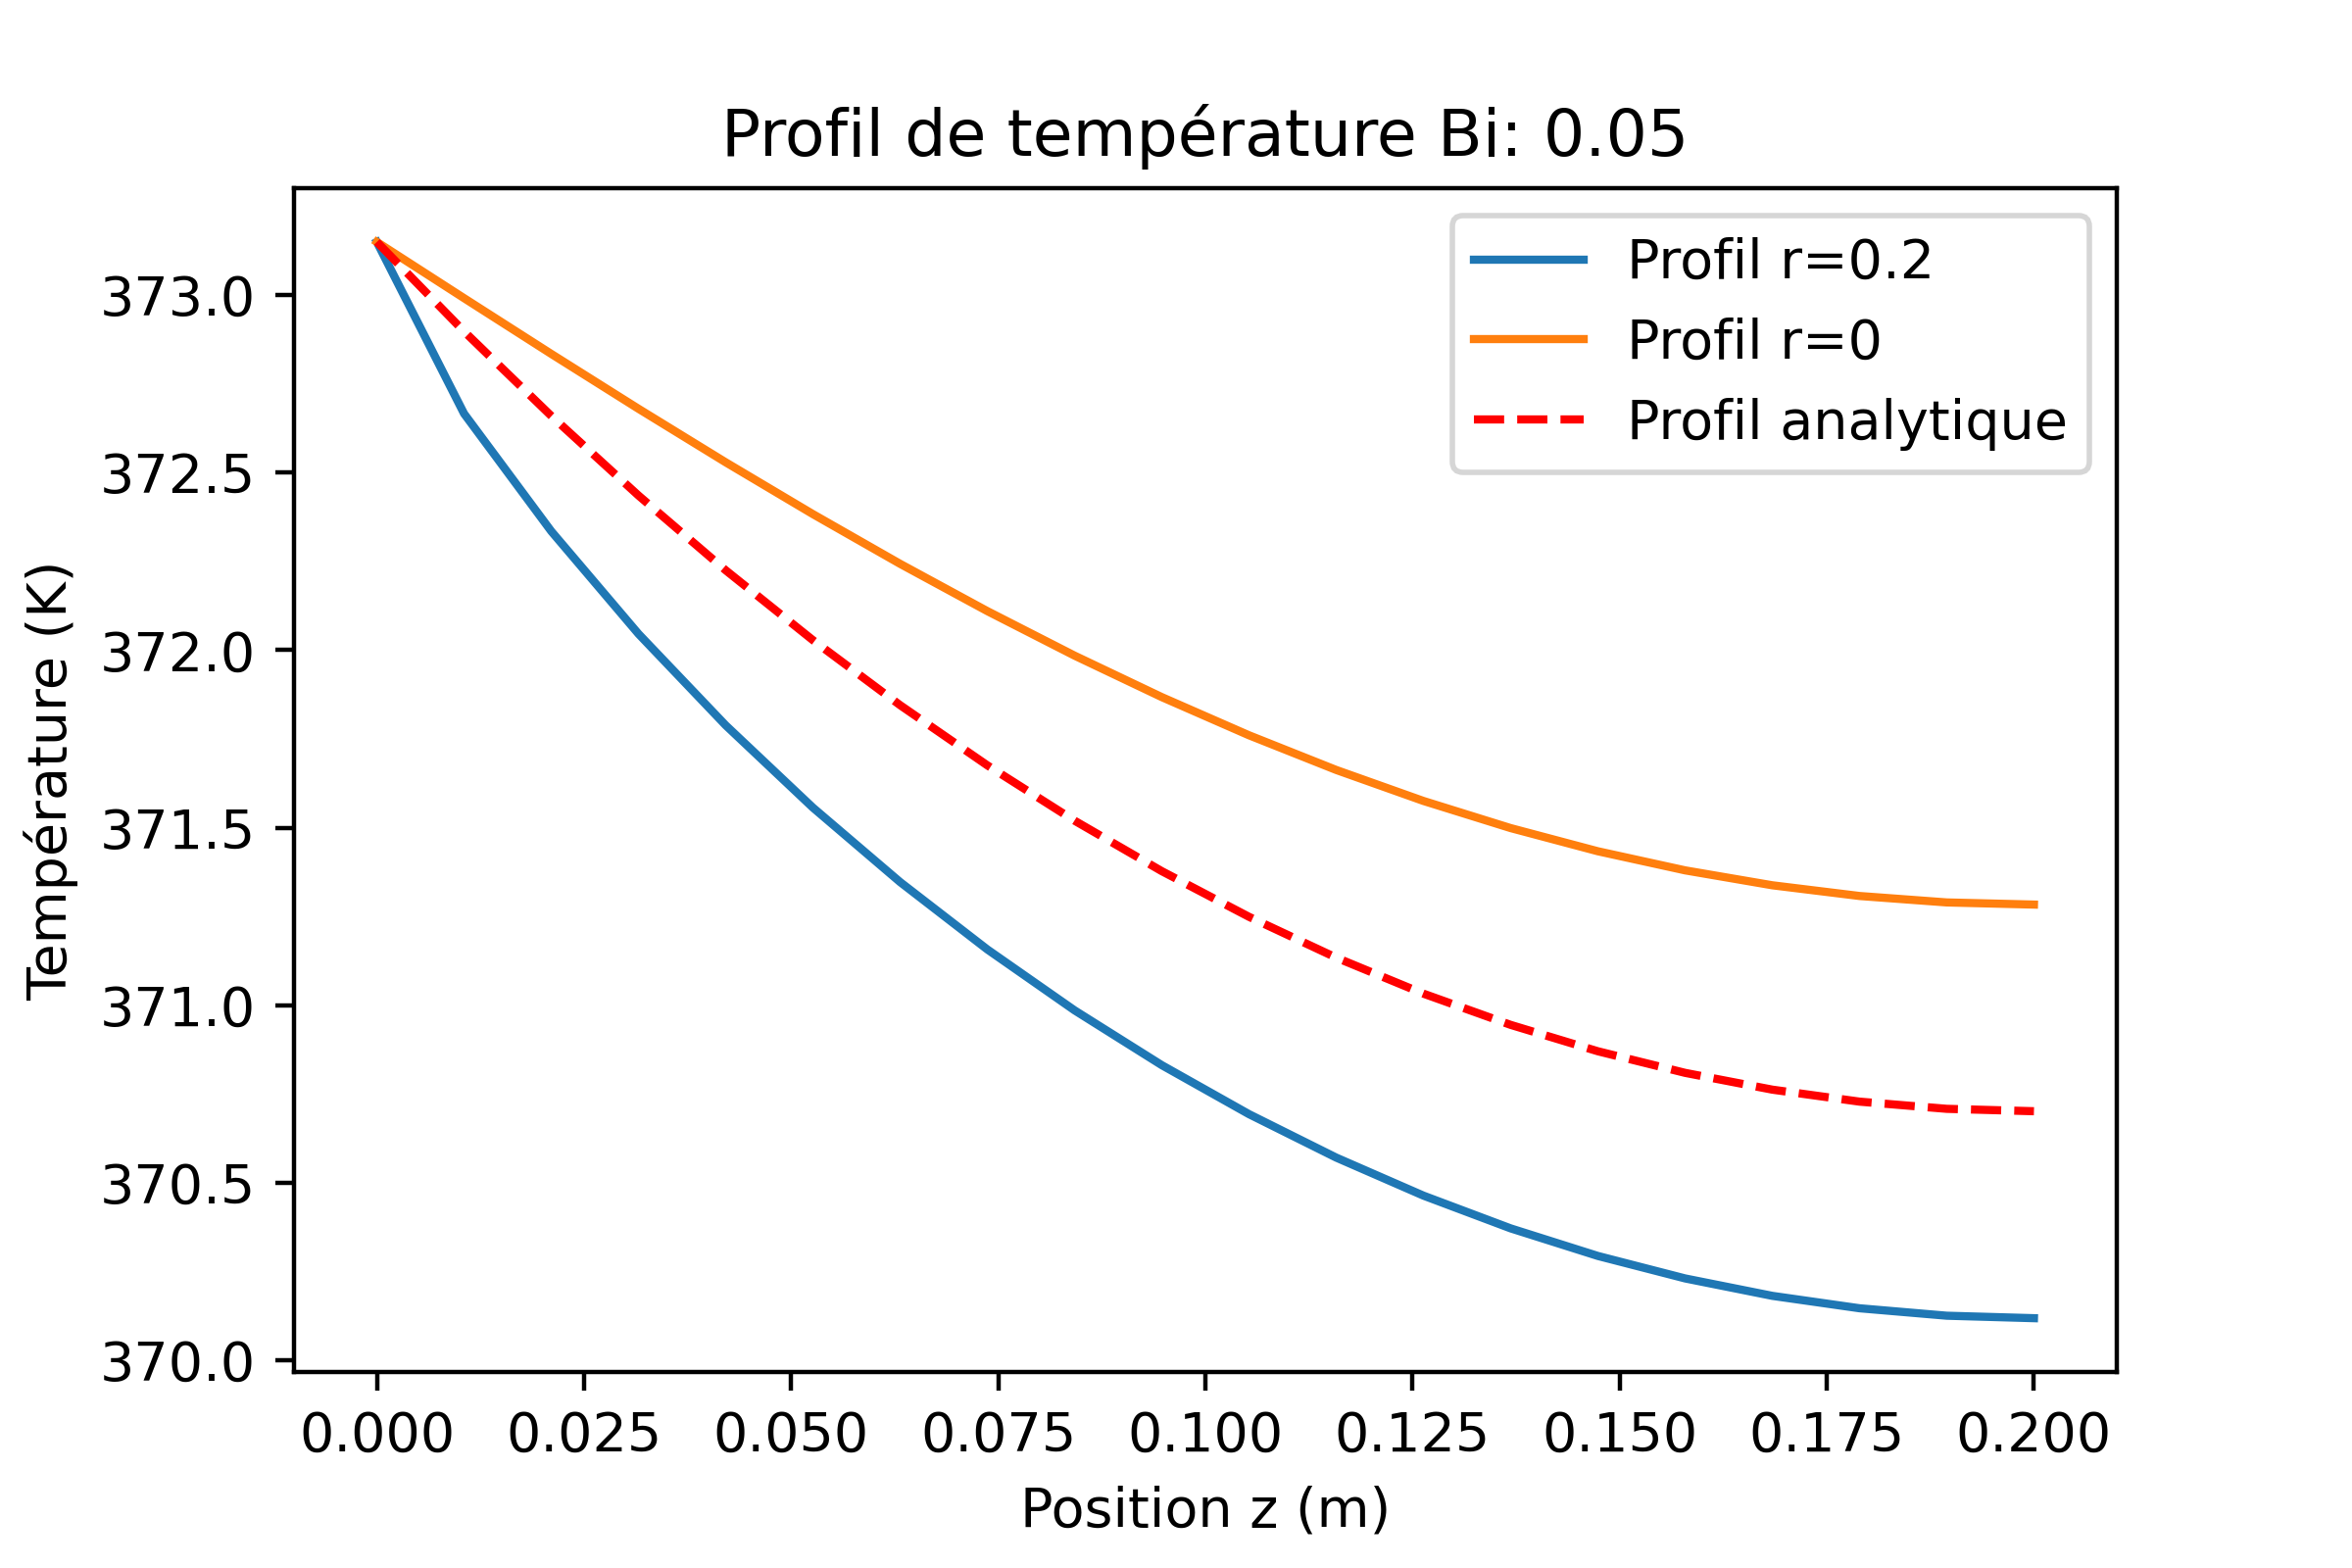 Profil de température Bi: 0.05
Profil r=0.2
Profil r=0
Profil analytique
373.0
372.5
372.0
371.5
371.0
370.5
370.0
Température (K)
0.000 0.025 0.050 0.075 0.100 0.125 0.150 0.175 0.200
Position z (m)